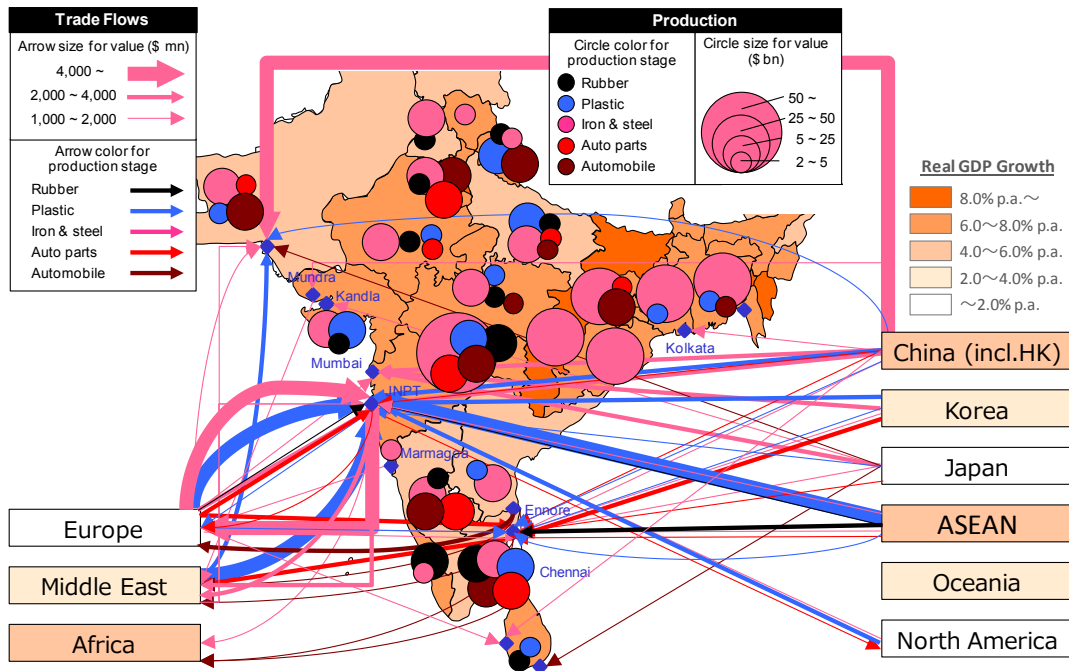 Trade Flows
Arrow size for value ($ mn)
4,000 ~
2,000 ~ 4,000
1,000 ~ 2,000
Arrow color for
production stage
Rubber
Plastic
Iron & steel
Auto parts
Automobile
Production
Circle color for
production stage
Rubber
Plastic
Iron & steel
Auto parts
Automobile
Circle size for value
($ bn)
50 ~
25 ~ 50
5 ~ 25
2 ~ 5
Real GDP Growth
8.0% p.a.～
6.0～8.0% p.a.
4.0～6.0% p.a.
2.0～4.0% p.a.
～2.0% p.a.
Mundra
Kandla
Mumbai
JNPT
Marmagoa
Kolkata
Ennore
Chennai
Europe
Middle East
Africa
China (incl.HK)
Korea
Japan
ASEAN
Oceania
North America